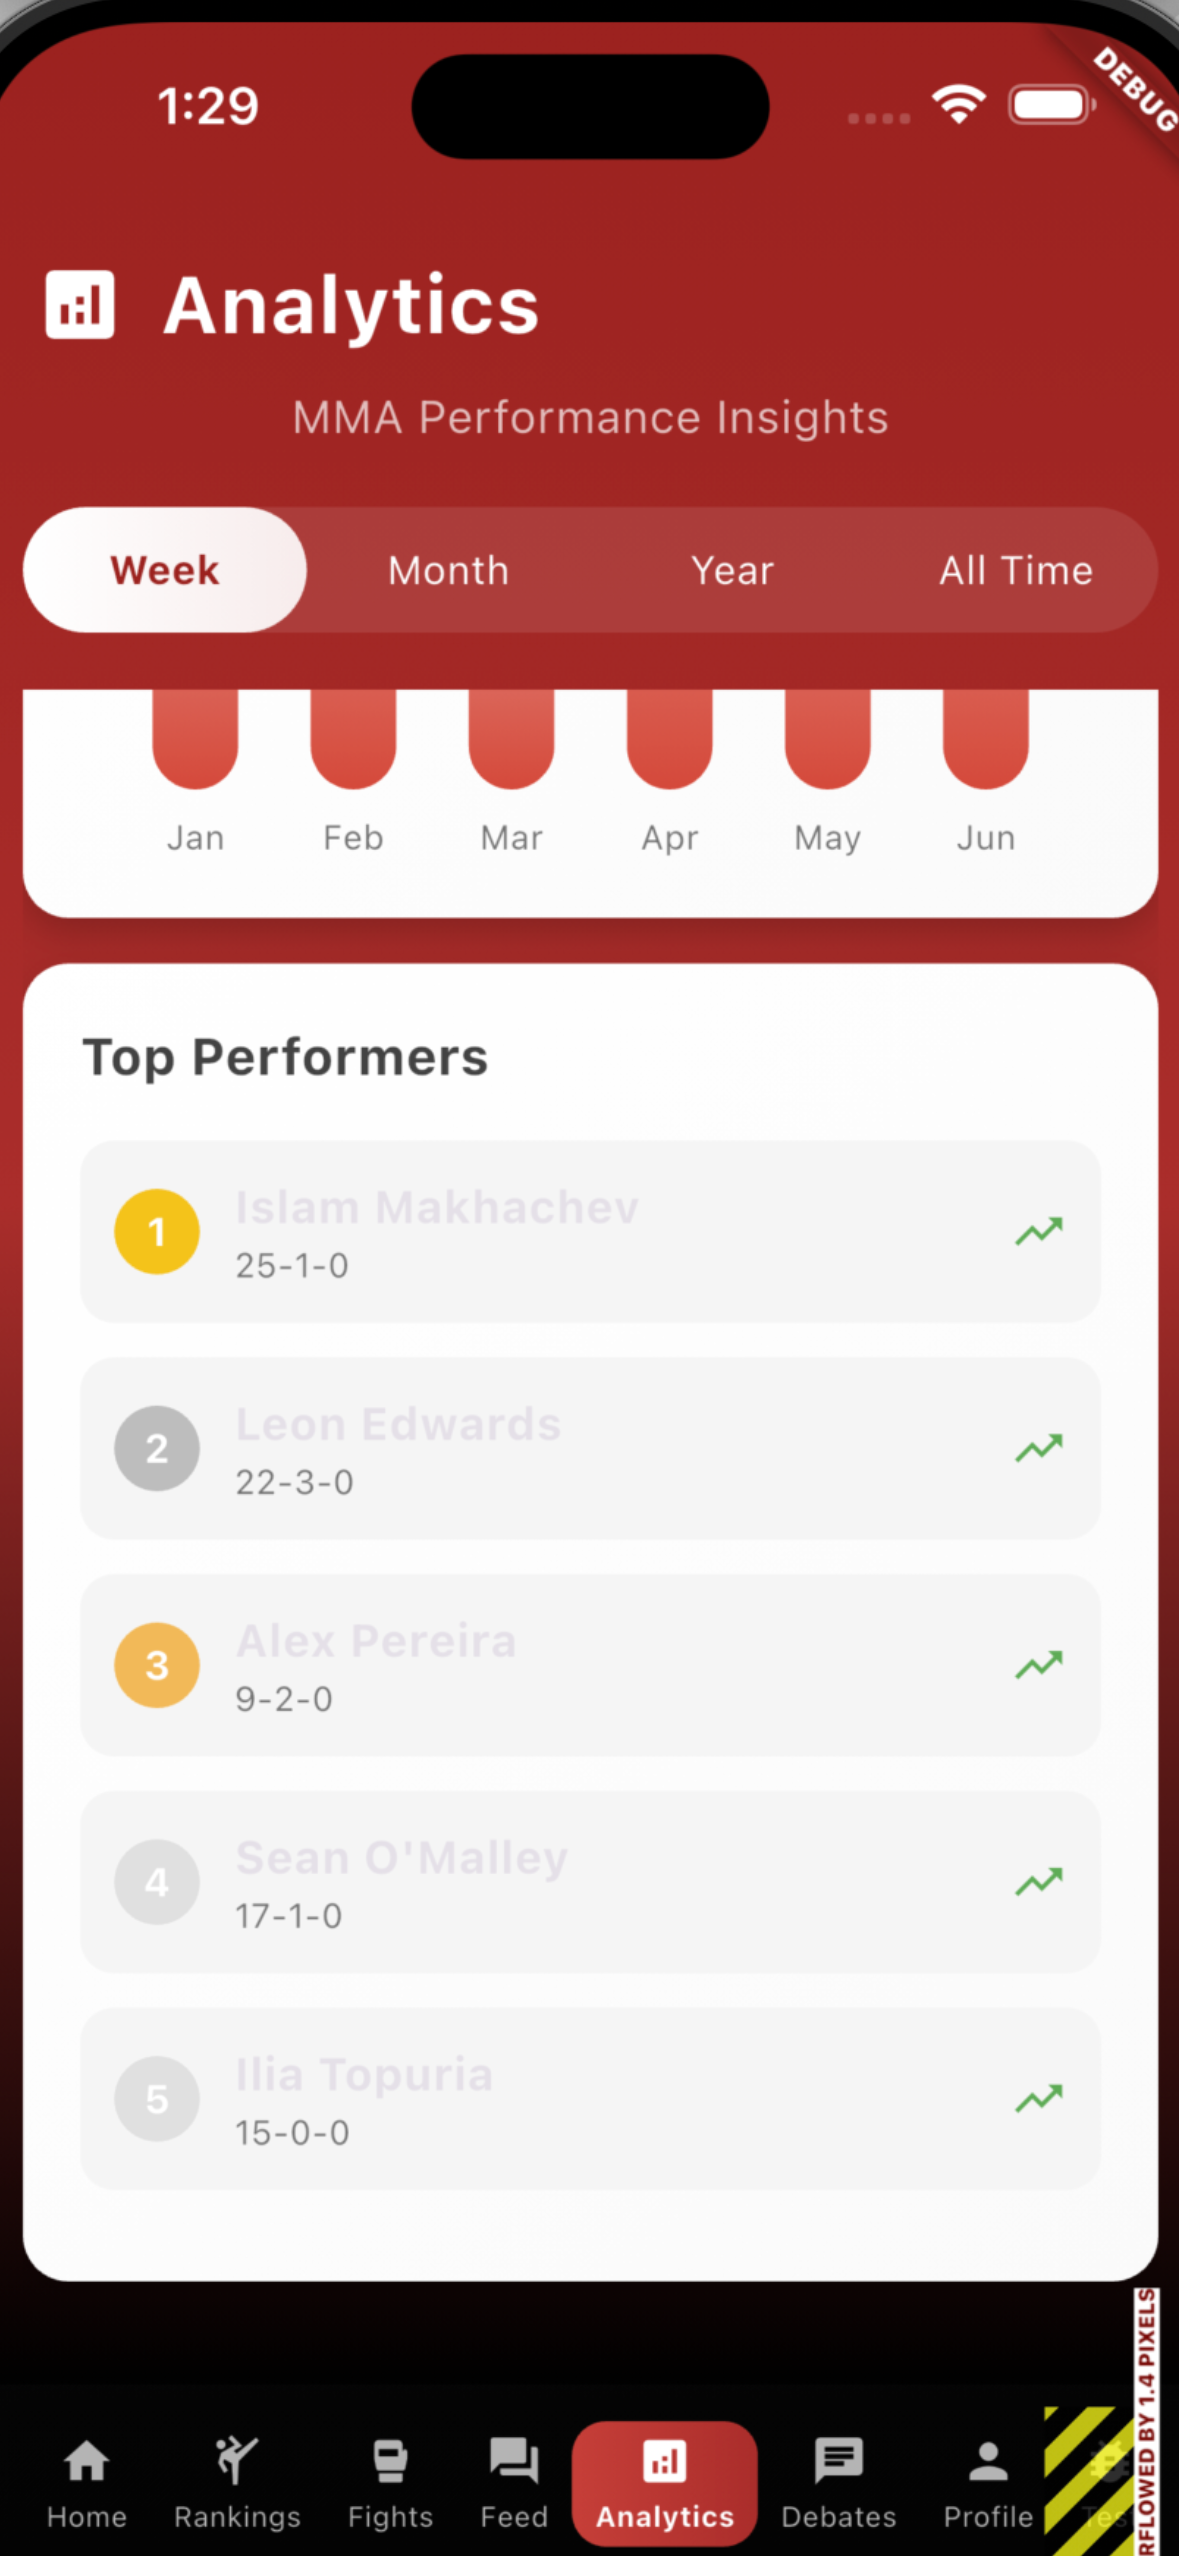 1:29
DEBUG
Analytics
MMA Performance Insights
Week Month Year All Time
Jan Feb Mar Apr May Jun
Top Performers
1 Islam Makhachev
25-1-0
2 Leon Edwards
22-3-0
3 Alex Pereira
9-2-0
4 Sean O'Malley
17-1-0
5 Ilia Topuria
15-0-0
RFLOWED BY 1.4 PIXELS
Home Rankings Fights Feed Analytics Debates Profile Tes